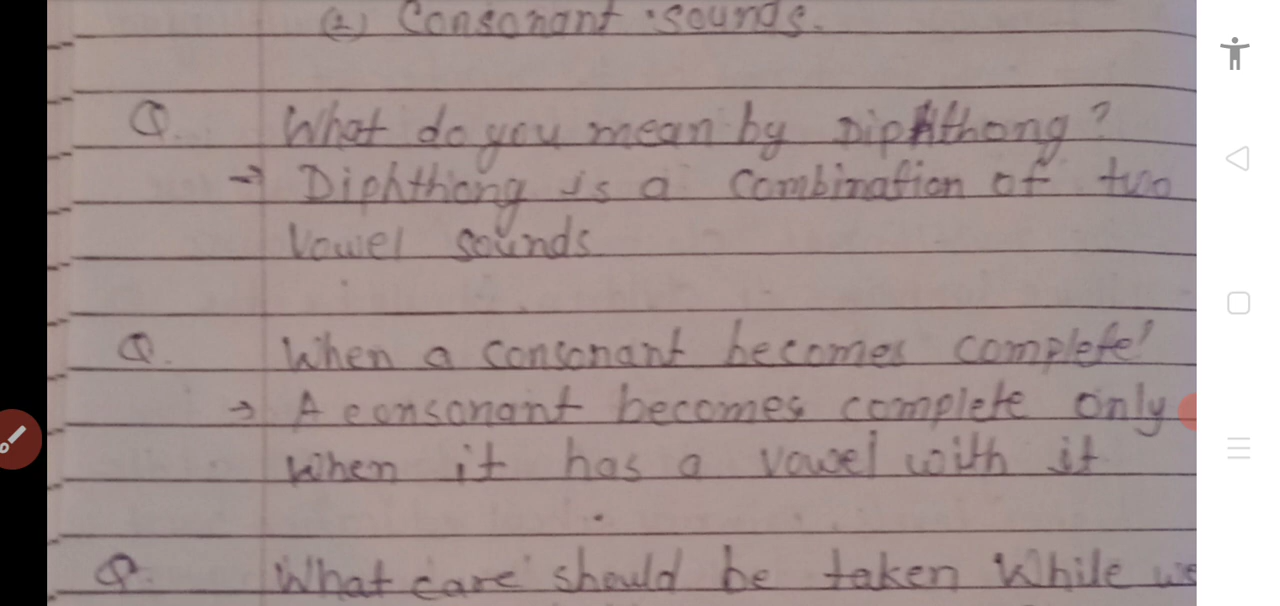 (2) Consonant sounds.
Q. What do you mean by Diphthong?
→ Diphthong is a combination of two
vowel sounds
Q. When a consonant becomes complete?
→ A consonant becomes complete only
when it has a vowel with it
Q. What care should be taken while